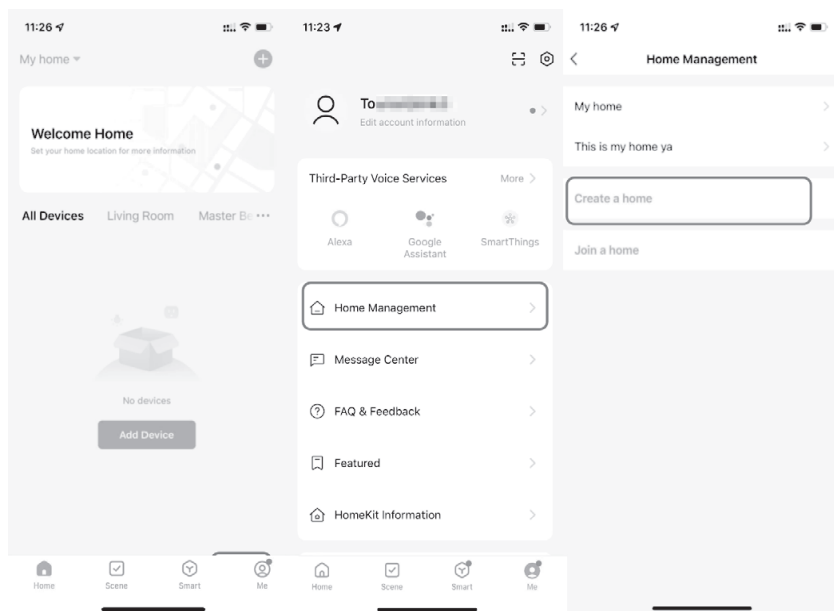 11:26
My home
Welcome Home
Set your home location for more information
All Devices
Living Room
Master
No devices
Add Device
Home
Scene
Smart
Me
11:23
To
Edit account information
Third-Party Voice Services
More
Alexa
Google
Assistant
SmartThings
Home Management
Message Center
FAQ & Feedback
Featured
HomeKit Information
Home
Scene
Smart
Me
11:26
Home Management
My home
This is my home ya
Create a home
Join a home